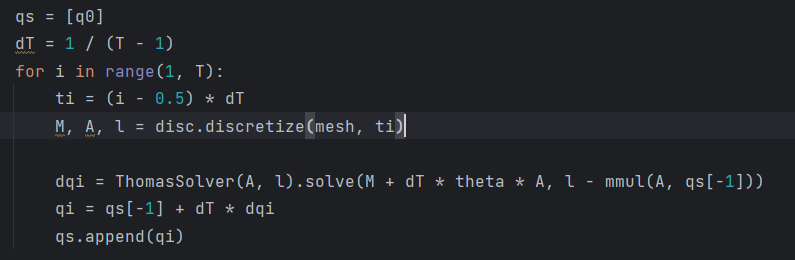 qs = [q0]
dT = 1 / (T - 1)
for i in range(1, T):
    ti = (i - 0.5) * dT
    M, A, l = disc.discretize(mesh, ti)
    dqi = ThomasSolver(A, l).solve(M + dT * theta * A, l - mmul(A, qs[-1]))
    qi = qs[-1] + dT * dqi
    qs.append(qi)